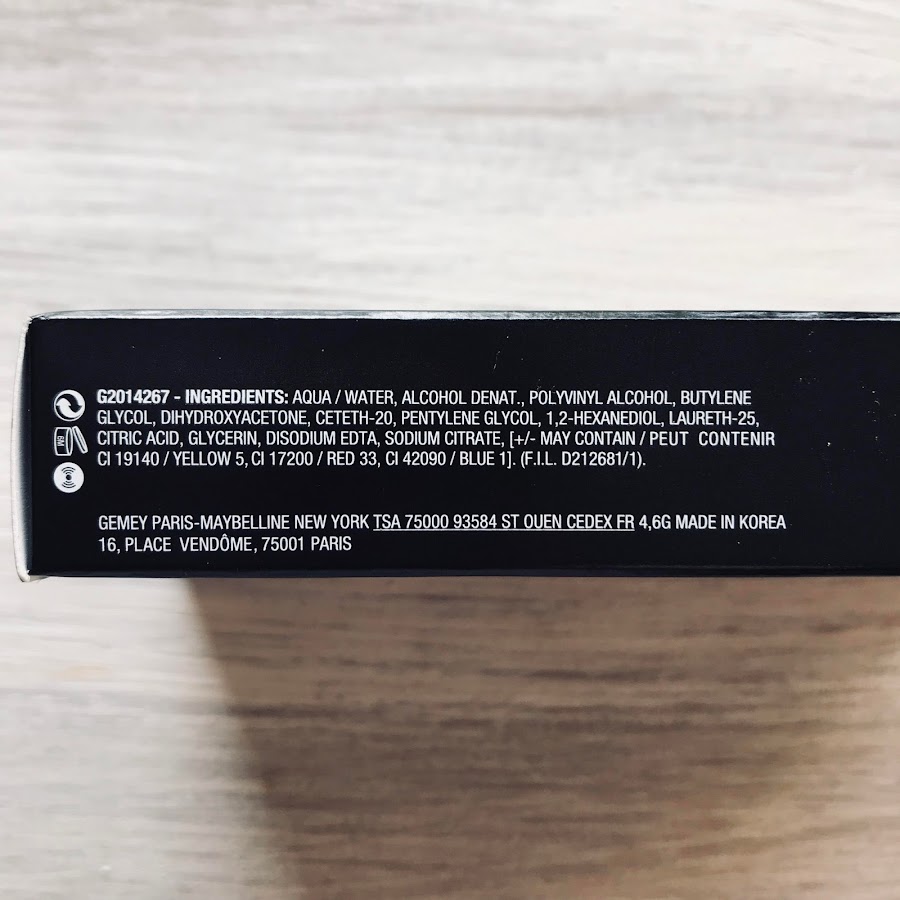 G2014267 - INGREDIENTS: AQUA / WATER, ALCOHOL DENAT., POLYVINYL ALCOHOL, BUTYLENE
GLYCOL, DIHYDROXYACETONE, CETETH-20, PENTYLENE GLYCOL, 1,2-HEXANEDIOL, LAURETH-25,
CITRIC ACID, GLYCERIN, DISODIUM EDTA, SODIUM CITRATE, [+/- MAY CONTAIN / PEUT CONTENIR
CI 19140 / YELLOW 5, CI 17200 / RED 33, CI 42090 / BLUE 1]. (F.I.L. D212681/1).
6M
GEMEY PARIS-MAYBELLINE NEW YORK TSA 75000 93584 ST OUEN CEDEX FR 4,6G MADE IN KOREA
16, PLACE VENDÔME, 75001 PARIS